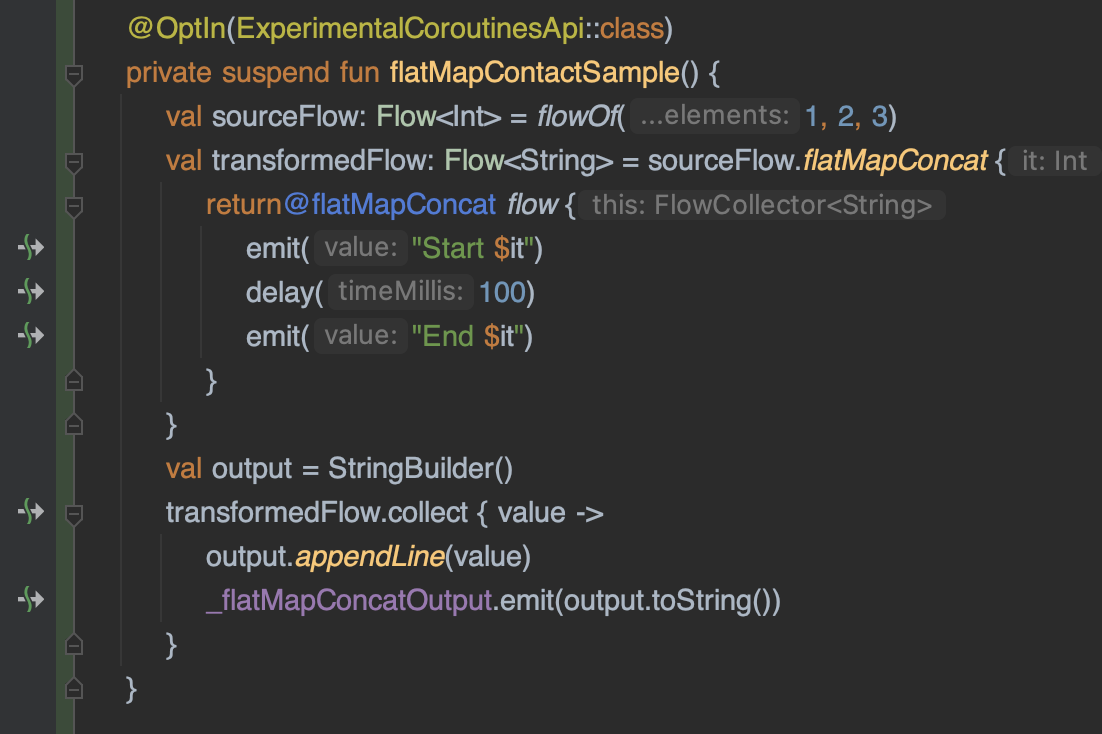 @OptIn(ExperimentalCoroutinesApi::class)
private suspend fun flatMapContactSample() {
val sourceFlow: Flow<Int> = flowOf( ...elements: 1, 2, 3)
val transformedFlow: Flow<String> = sourceFlow.flatMapConcat { it: Int
return@flatMapConcat flow { this: FlowCollector<String>
emit( value: "Start $it")
delay( timeMillis: 100)
emit( value: "End $it")
}
}
val output = StringBuilder()
transformedFlow.collect { value ->
output.appendLine(value)
_flatMapConcatOutput.emit(output.toString())
}
}